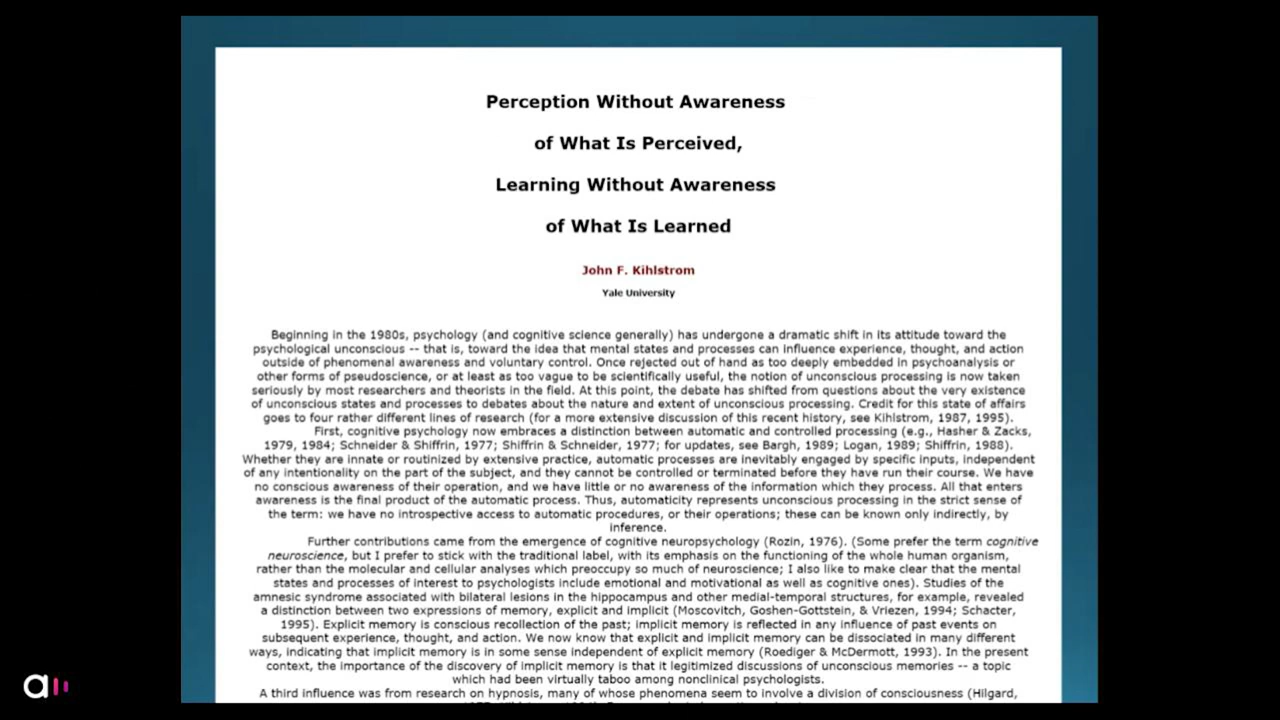 Perception Without Awareness
of What Is Perceived,
Learning Without Awareness
of What Is Learned
John F. Kihlstrom
Yale University
Beginning in the 1980s, psychology (and cognitive science generally) has undergone a dramatic shift in its attitude toward the
psychological unconscious -- that is, toward the idea that mental states and processes can influence experience, thought, and action
outside of phenomenal awareness and voluntary control. Once rejected out of hand as too deeply embedded in psychoanalysis or
other forms of pseudoscience, or at least as too vague to be scientifically useful, the notion of unconscious processing is now taken
seriously by most researchers and theorists in the field. At this point, the debate has shifted from questions about the very existence
of unconscious states and processes to debates about the nature and extent of unconscious processing. Credit for this state of affairs
goes to four rather different lines of research (for a more extensive discussion of this recent history, see Kihlstrom, 1987, 1995).
First, cognitive psychology now embraces a distinction between automatic and controlled processing (e.g., Hasher & Zacks,
1979, 1984; Schneider & Shiffrin, 1977; Shiffrin & Schneider, 1977; for updates, see Bargh, 1989; Logan, 1989; Shiffrin, 1988).
Whether they are innate or routinized by extensive practice, automatic processes are inevitably engaged by specific inputs, independent
of any intentionality on the part of the subject, and they cannot be controlled or terminated before they have run their course. We have
no conscious awareness of their operation, and we have little or no awareness of the information which they process. All that enters
awareness is the final product of the automatic process. Thus, automaticity represents unconscious processing in the strict sense of
the term: we have no introspective access to automatic procedures, or their operations; these can be known only indirectly, by
inference.
Further contributions came from the emergence of cognitive neuropsychology (Rozin, 1976). (Some prefer the term cognitive
neuroscience, but I prefer to stick with the traditional label, with its emphasis on the functioning of the whole human organism,
rather than the molecular and cellular analyses which preoccupy so much of neuroscience; I also like to make clear that the mental
states and processes of interest to psychologists include emotional and motivational as well as cognitive ones). Studies of the
amnesic syndrome associated with bilateral lesions in the hippocampus and other medial-temporal structures, for example, revealed
a distinction between two expressions of memory, explicit and implicit (Moscovitch, Goshen-Gottstein, & Vriezen, 1994; Schacter,
1995). Explicit memory is conscious recollection of the past; implicit memory is reflected in any influence of past events on
subsequent experience, thought, and action. We now know that explicit and implicit memory can be dissociated in many different
ways, indicating that implicit memory is in some sense independent of explicit memory (Roediger & McDermott, 1993). In the present
context, the importance of the discovery of implicit memory is that it legitimized discussions of unconscious memories -- a topic
which had been virtually taboo among nonclinical psychologists.
A third influence was from research on hypnosis, many of whose phenomena seem to involve a division of consciousness (Hilgard,